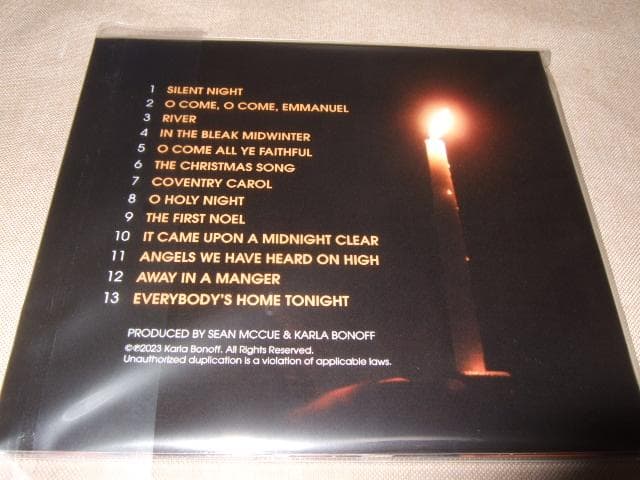 1 SILENT NIGHT
2 O COME, O COME, EMMANUEL
3 RIVER
4 IN THE BLEAK MIDWINTER
5 O COME ALL YE FAITHFUL
6 THE CHRISTMAS SONG
7 COVENTRY CAROL
8 O HOLY NIGHT
9 THE FIRST NOEL
10 IT CAME UPON A MIDNIGHT CLEAR
11 ANGELS WE HAVE HEARD ON HIGH
12 AWAY IN A MANGER
13 EVERYBODY'S HOME TONIGHT
PRODUCED BY SEAN MCCUE & KARLA BONOFF
©℗2023 Karla Bonoff. All Rights Reserved.
Unauthorized duplication is a violation of applicable laws.